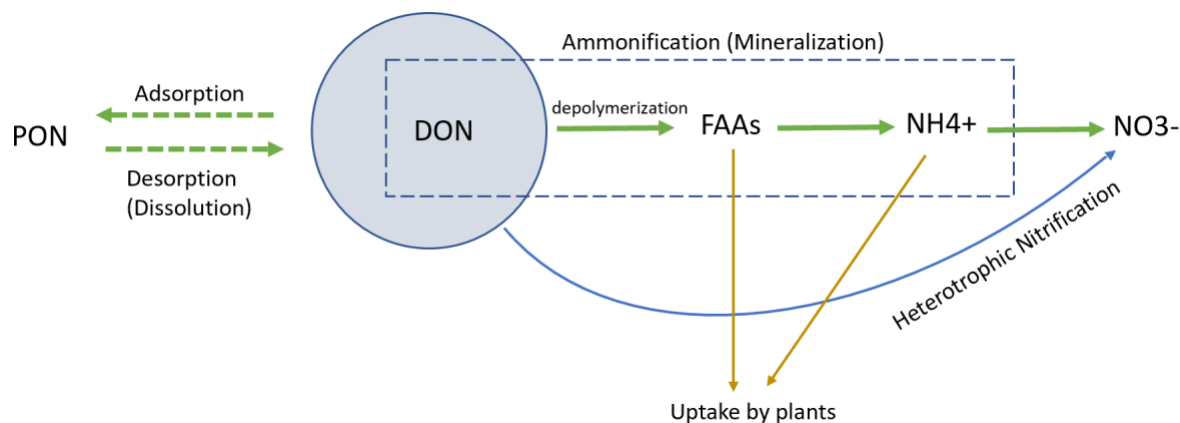 Ammonification (Mineralization)
Adsorption
depolymerization
PON
DON
FAAs
NH4+
NO3-
Desorption
(Dissolution)
Heterotrophic Nitrification
Uptake by plants